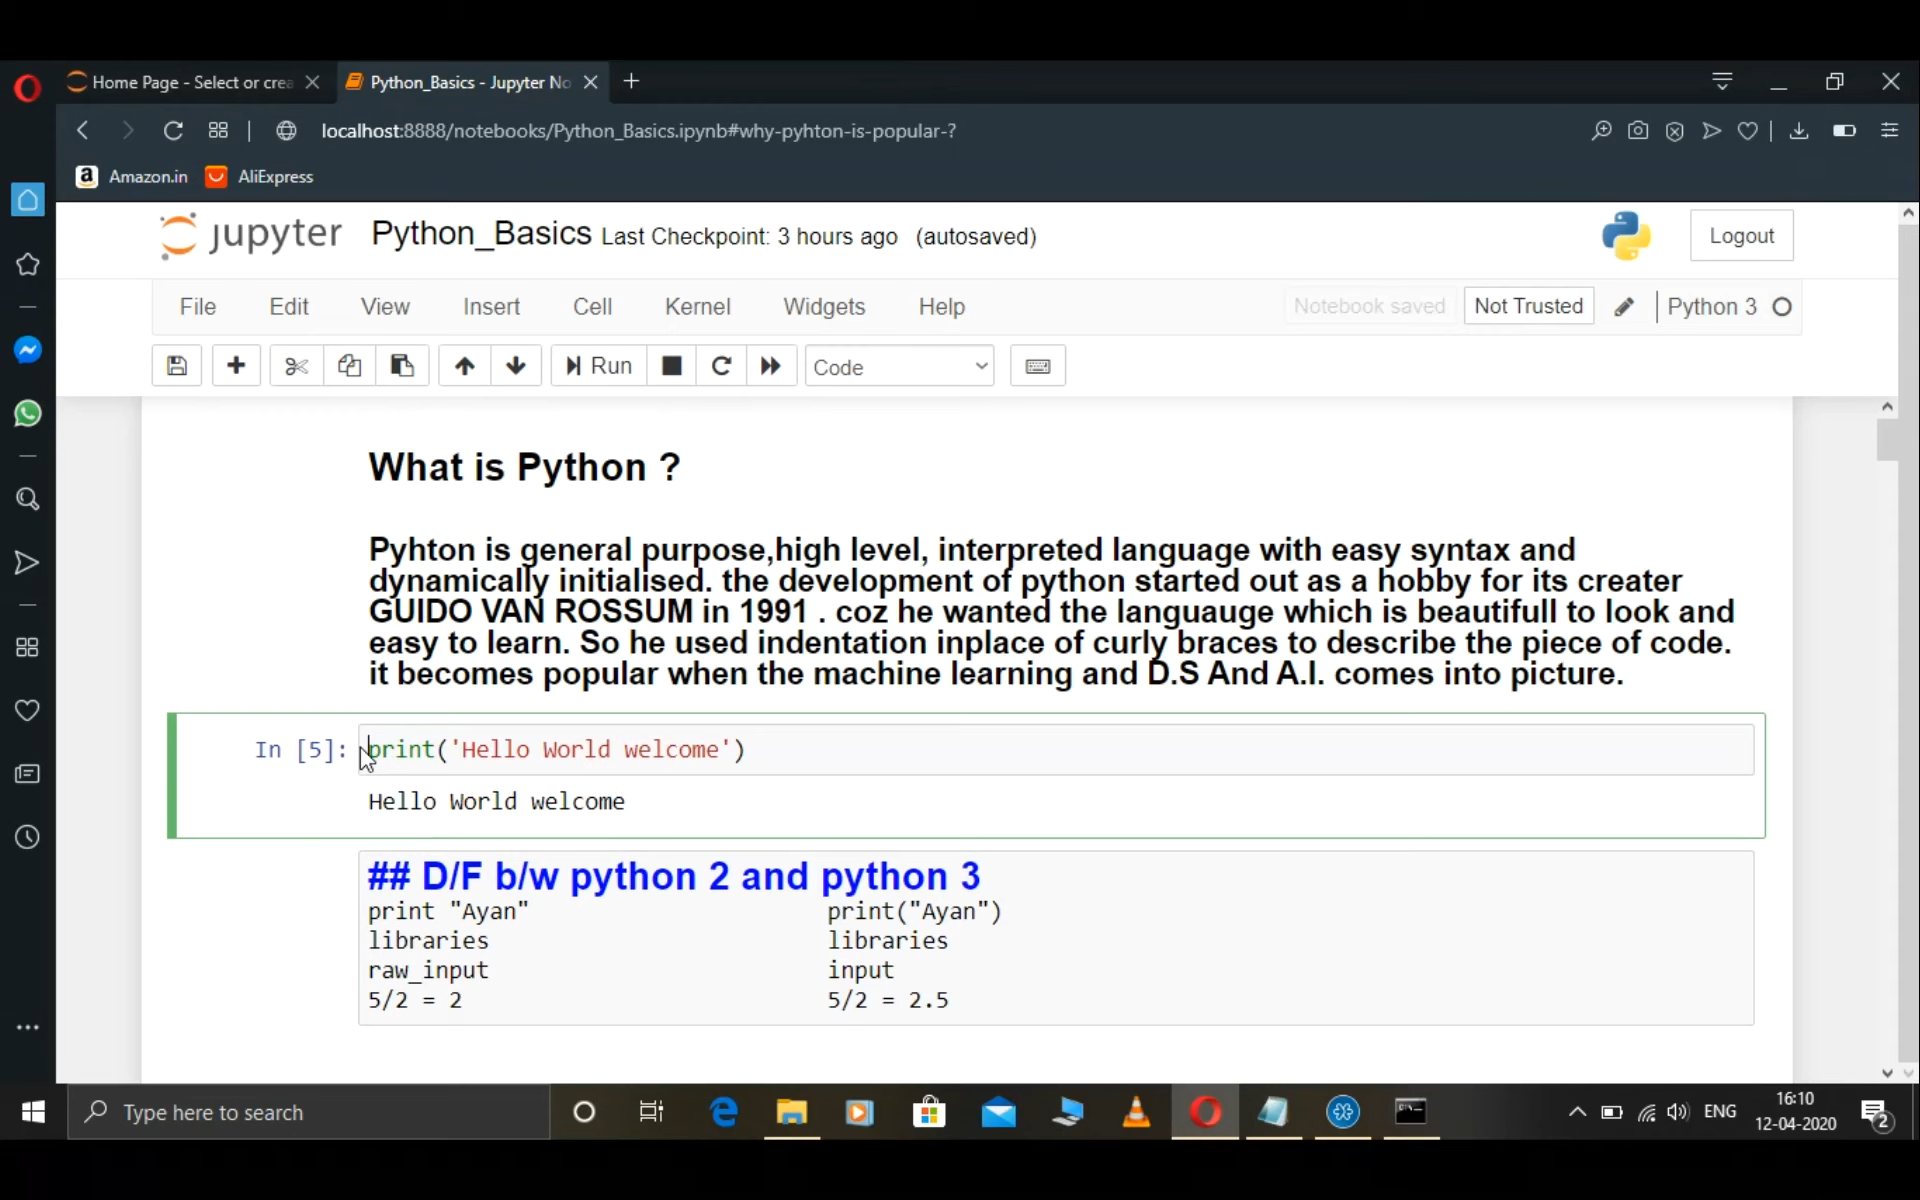 Home Page - Select or crea
Python_Basics - Jupyter No
localhost:8888/notebooks/Python_Basics.ipynb#why-pyhton-is-popular-?
Amazon.in AliExpress
jupyter Python_Basics Last Checkpoint: 3 hours ago (autosaved)
Logout
File Edit View Insert Cell Kernel Widgets Help
Notebook saved Not Trusted Python 3
Run Code
What is Python ?
Pyhton is general purpose,high level, interpreted language with easy syntax and
dynamically initialised. the development of python started out as a hobby for its creater
GUIDO VAN ROSSUM in 1991 . coz he wanted the languauge which is beautifull to look and
easy to learn. So he used indentation inplace of curly braces to describe the piece of code.
it becomes popular when the machine learning and D.S And A.I. comes into picture.
In [5]: print('Hello World welcome')
Hello World welcome
## D/F b/w python 2 and python 3
print "Ayan" print("Ayan")
libraries libraries
raw_input input
5/2 = 2 5/2 = 2.5
Type here to search
ENG
16:10
12-04-2020
2